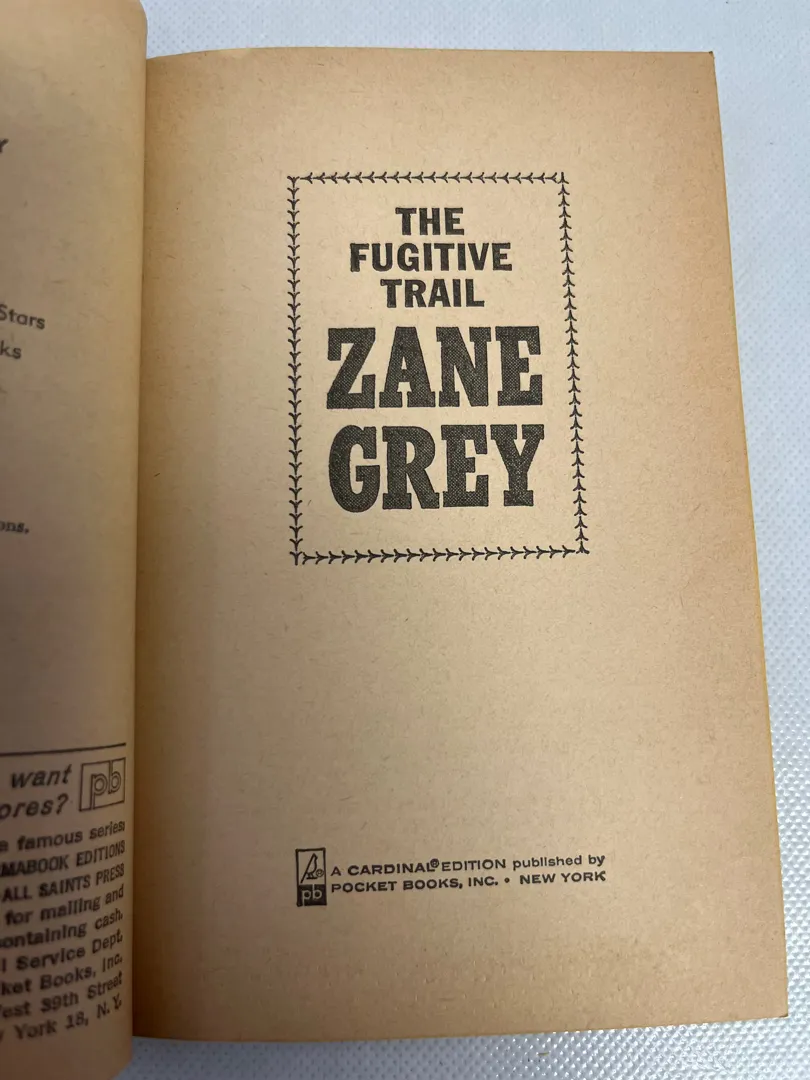 Stars
ks
ons.
want
ores?
pb
famous series:
MABOOK EDITIONS
ALL SAINTS PRESS
for mailing and
ontaining cash.
Service Dept.
ket Books, Inc.
est 39th Street
York 18, N.Y.
THE
FUGITIVE
TRAIL
ZANE
GREY
pb
A CARDINAL® EDITION published by
POCKET BOOKS, INC. • NEW YORK